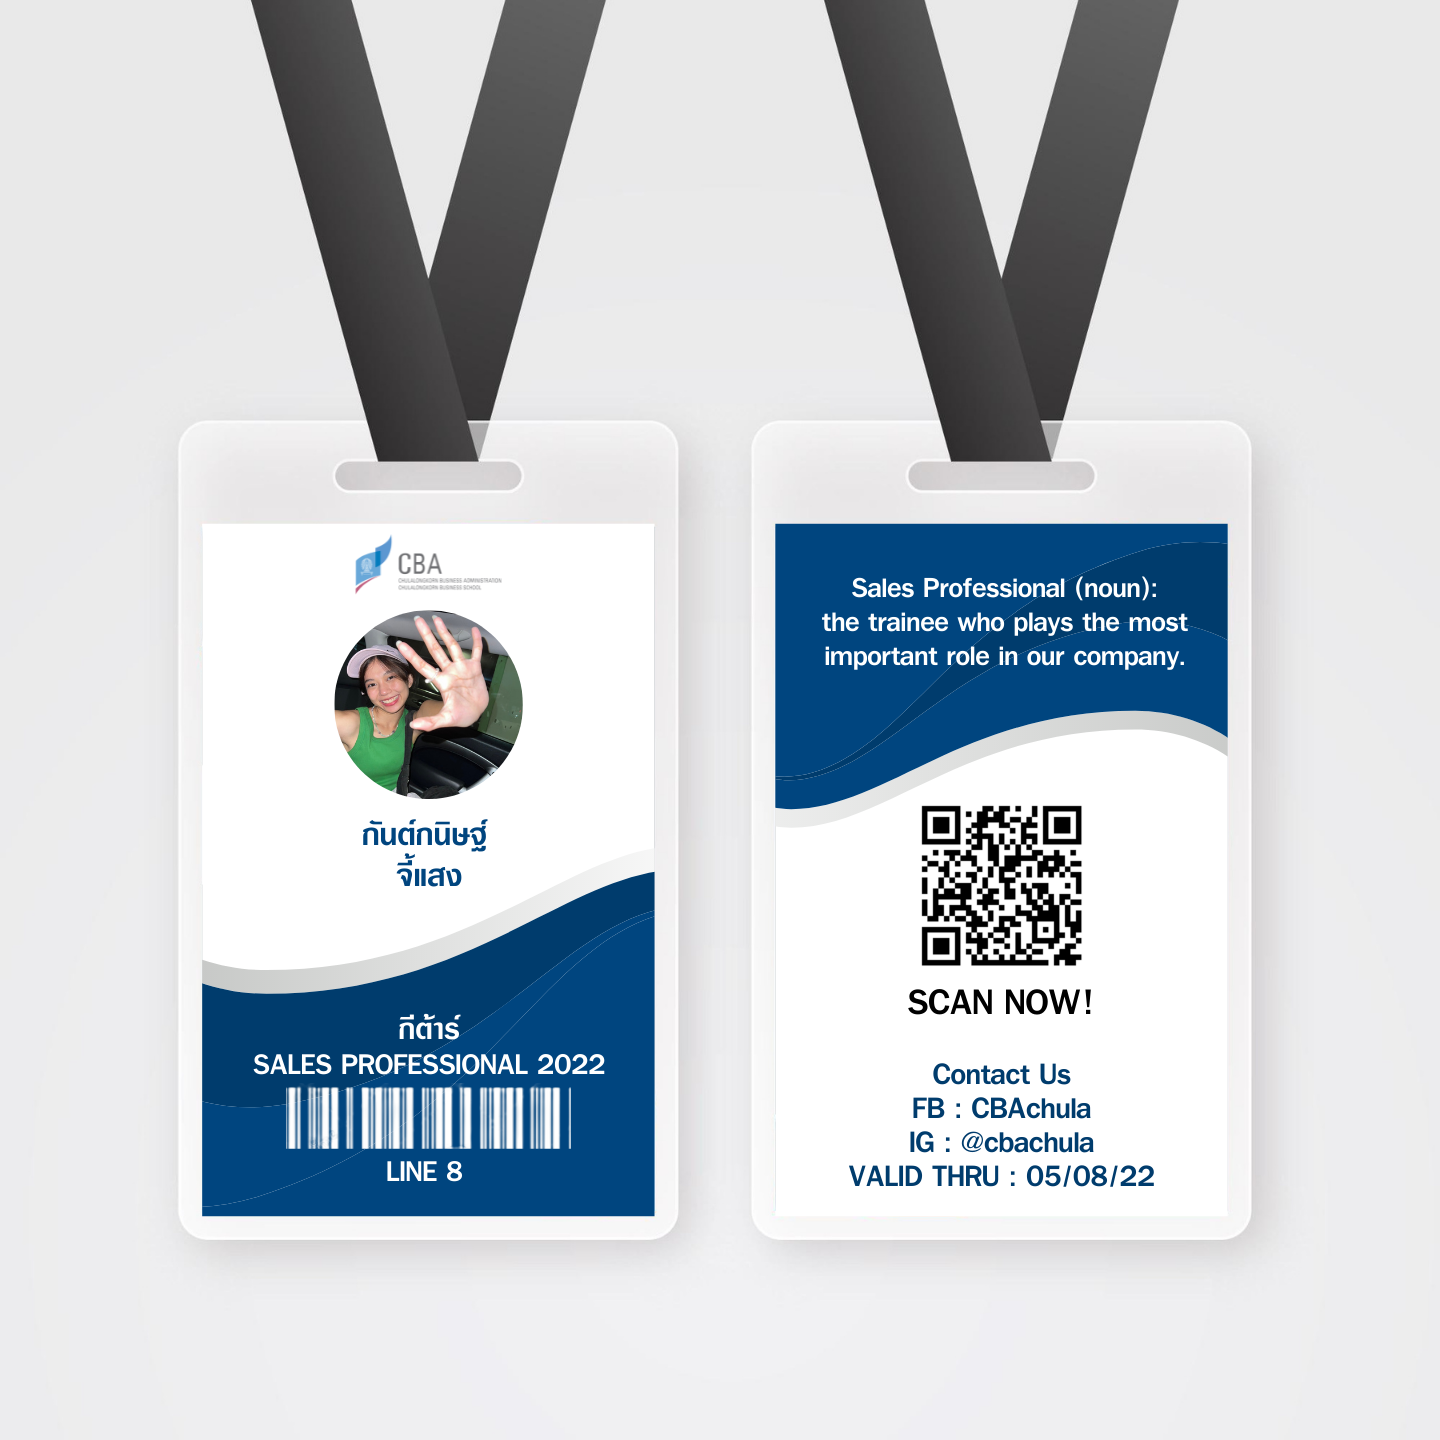 CBA
CHULALONGKORN BUSINESS ADMINISTRATION
CHULALONGKORN BUSINESS SCHOOL
กันต์กนิษฐ์
จี้แสง
กีต้าร์
SALES PROFESSIONAL 2022
LINE 8
Sales Professional (noun):
the trainee who plays the most
important role in our company.
SCAN NOW!
Contact Us
FB : CBAchula
IG : @cbachula
VALID THRU : 05/08/22